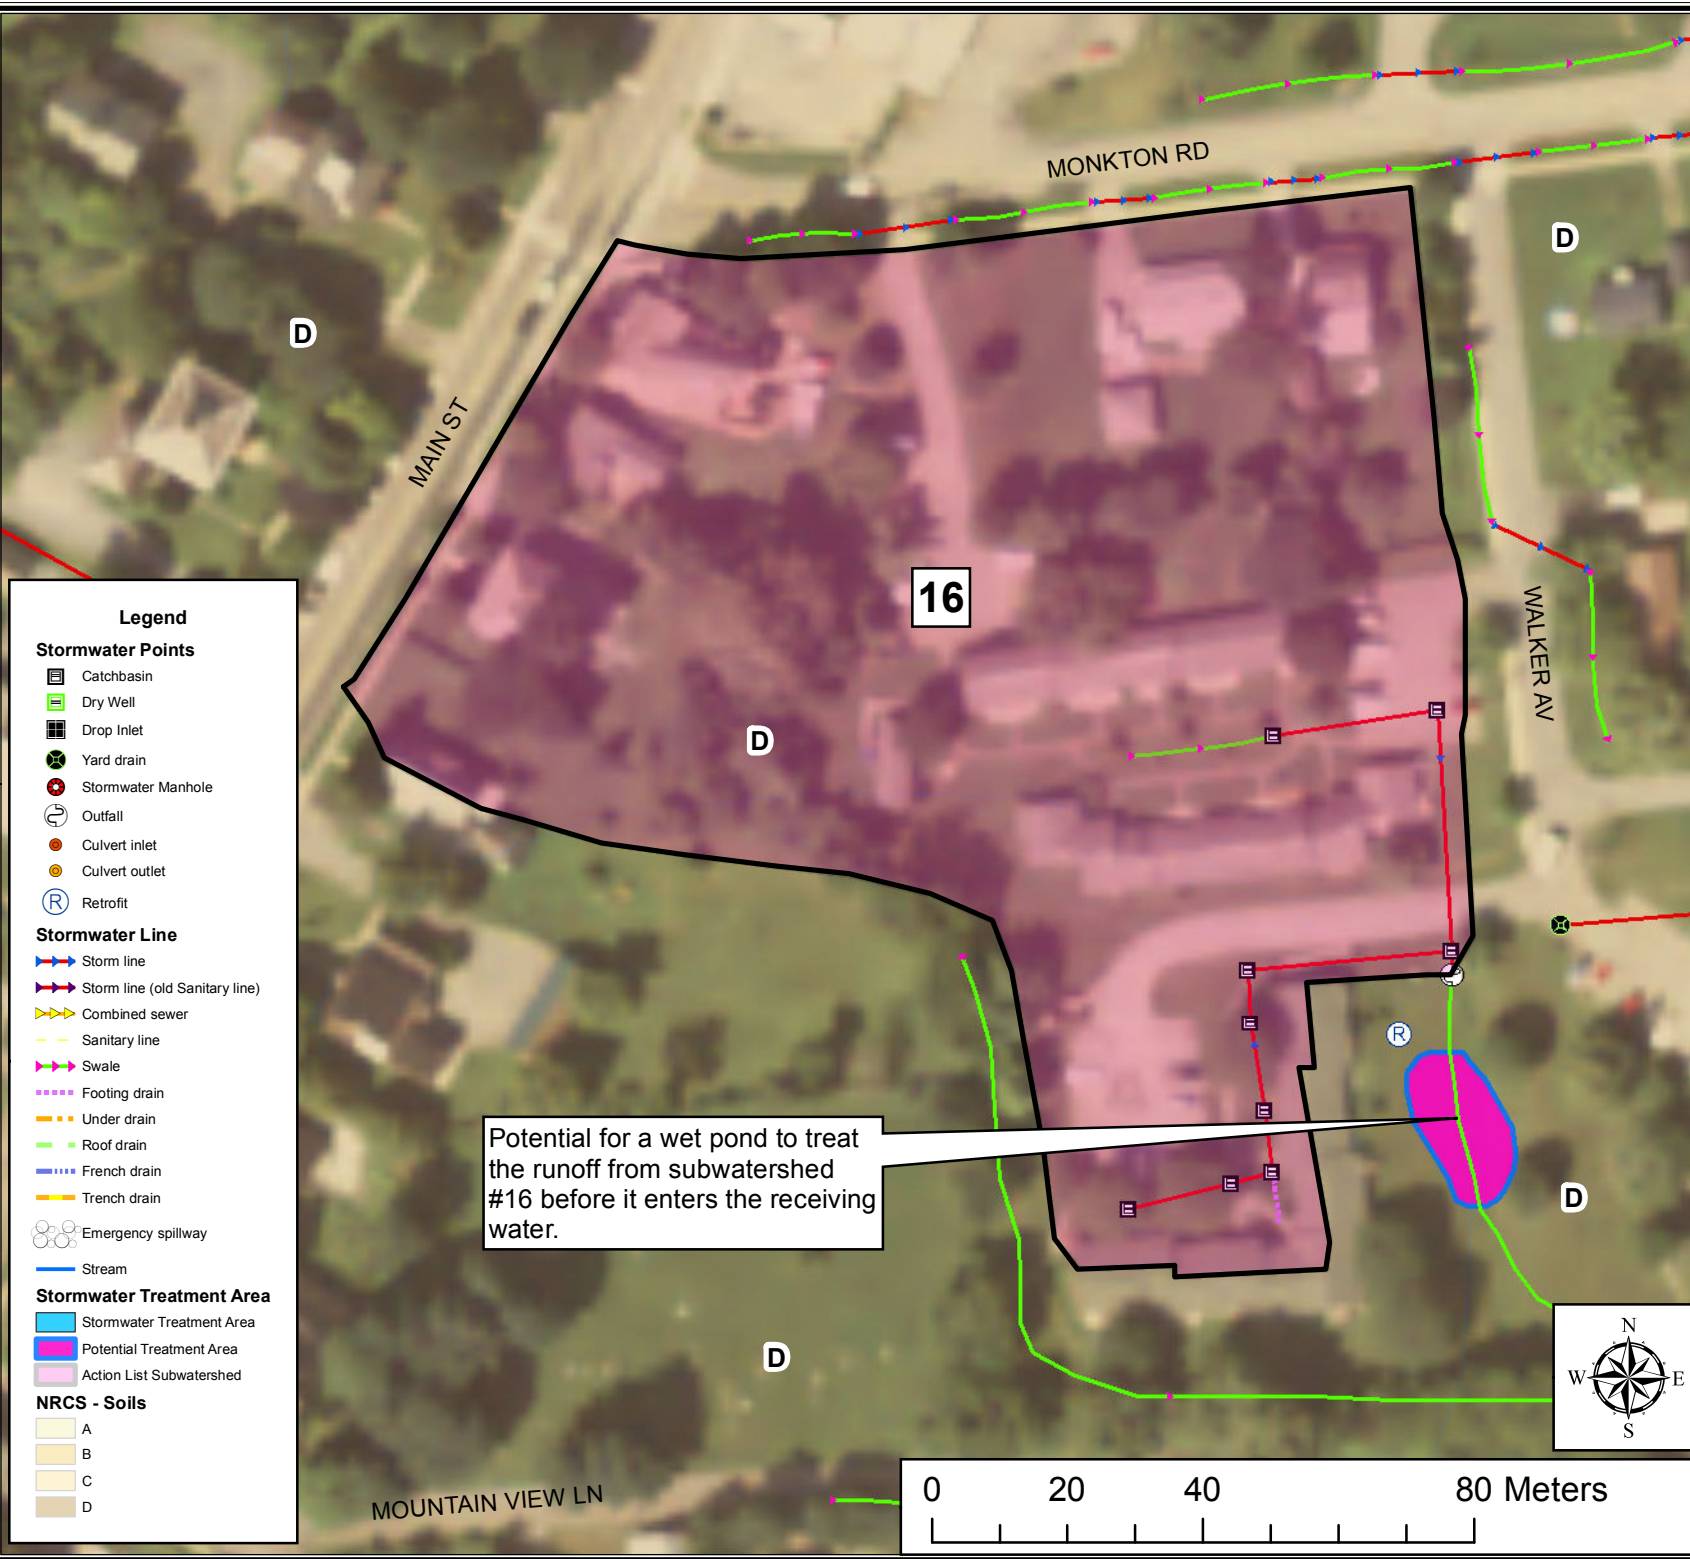 MONKTON RD
D
D
MAIN ST
16
WALKER AV
D
Legend
Stormwater Points
Catchbasin
Dry Well
Drop Inlet
Yard drain
Stormwater Manhole
Outfall
Culvert inlet
Culvert outlet
R Retrofit
Stormwater Line
Storm line
Storm line (old Sanitary line)
Combined sewer
Sanitary line
Swale
Footing drain
Under drain
Roof drain
French drain
Trench drain
Emergency spillway
Stream
Stormwater Treatment Area
Stormwater Treatment Area
Potential Treatment Area
Action List Subwatershed
NRCS - Soils
A
B
C
D
R
Potential for a wet pond to treat
the runoff from subwatershed
#16 before it enters the receiving
water.
D
D
N
W E
S
MOUNTAIN VIEW LN
0 20 40 80 Meters